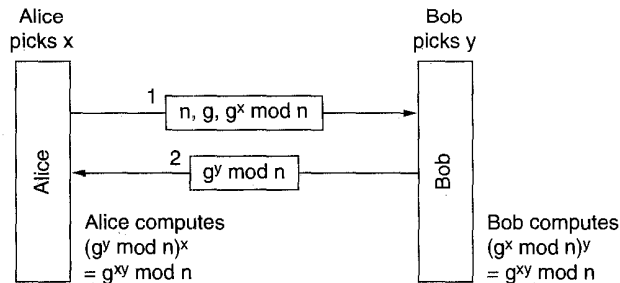 Alice
picks x
Bob
picks y
1
n, g, gˣ mod n
2
gʸ mod n
Alice
Bob
Alice computes
(gʸ mod n)ˣ
= gˣʸ mod n
Bob computes
(gˣ mod n)ʸ
= gˣʸ mod n